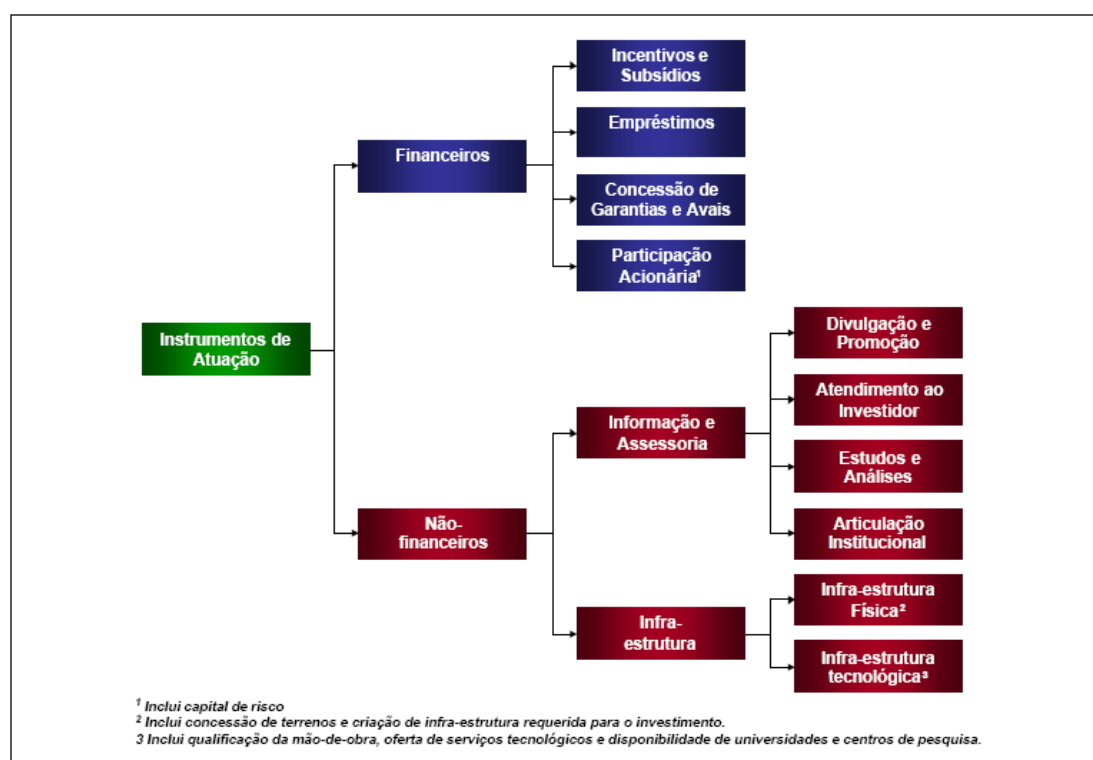 Incentivos e
Subsídios
Empréstimos
Financeiros
Concessão de
Garantias e Avais
Participação
Acionária¹
Instrumentos de
Atuação
Divulgação e
Promoção
Atendimento ao
Investidor
Informação e
Assessoria
Estudos e
Análises
Articulação
Institucional
Não-
financeiros
Infra-
estrutura
Infra-estrutura
Física²
Infra-estrutura
tecnológica³
¹ Inclui capital de risco
² Inclui concessão de terrenos e criação de infra-estrutura requerida para o investimento.
3 Inclui qualificação da mão-de-obra, oferta de serviços tecnológicos e disponibilidade de universidades e centros de pesquisa.